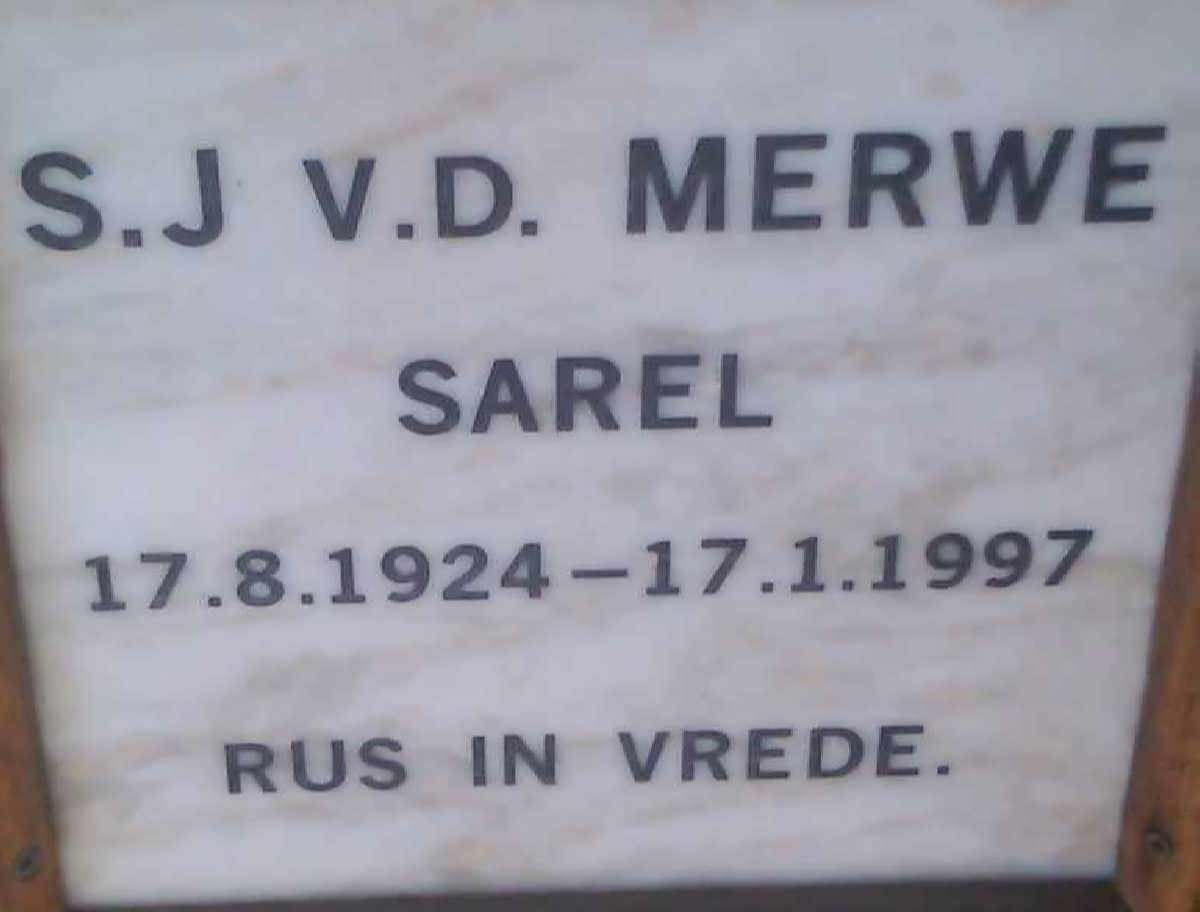 S.J V.D. MERWE
SAREL
17.8.1924–17.1.1997
RUS IN VREDE.